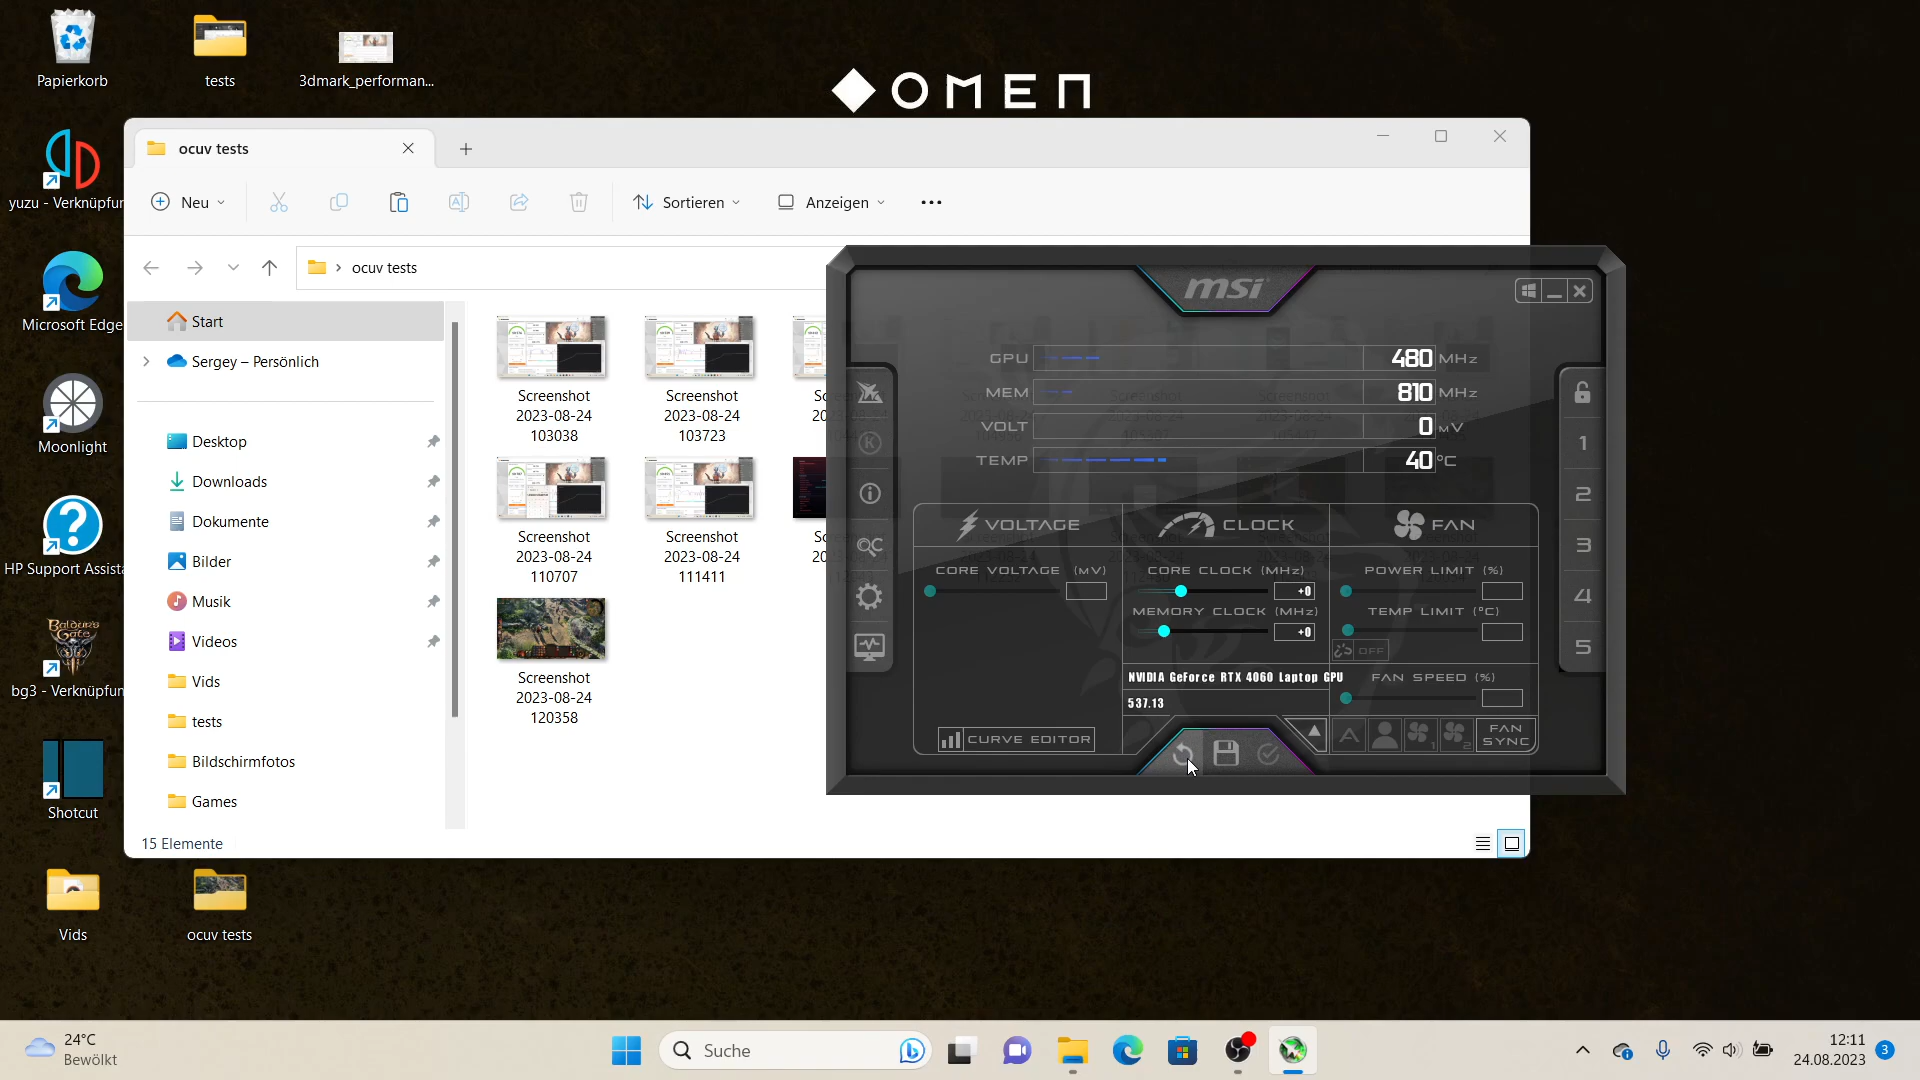 Papierkorb
tests
3dmark_performan...
OMEN
yuzu - Verknüpfun
Microsoft Edge
Moonlight
HP Support Assista
Baldur's Gate
bg3 - Verknüpfun
Shotcut
Vids
ocuv tests
ocuv tests
Neu
Sortieren
Anzeigen
ocuv tests
Start
Sergey – Persönlich
Desktop
Downloads
Dokumente
Bilder
Musik
Videos
Vids
tests
Bildschirmfotos
Games
15 Elemente
Screenshot
2023-08-24
103038
Screenshot
2023-08-24
103723
Screenshot
2023-08-24
110707
Screenshot
2023-08-24
111411
Screenshot
2023-08-24
120358
msi
GPU 480 MHz
MEM 810 MHz
VOLT 0 mV
TEMP 40 °C
VOLTAGE
CORE VOLTAGE (MV)
CURVE EDITOR
CLOCK
CORE CLOCK (MHz)
+0
MEMORY CLOCK (MHz)
+0
NVIDIA GeForce RTX 4060 Laptop GPU
537.13
FAN
POWER LIMIT (%)
TEMP LIMIT (°C)
OFF
FAN SPEED (%)
A
1
2
FAN
SYNC
K
OC
1
2
3
4
5
24°C
Bewölkt
Suche
12:11
24.08.2023
3